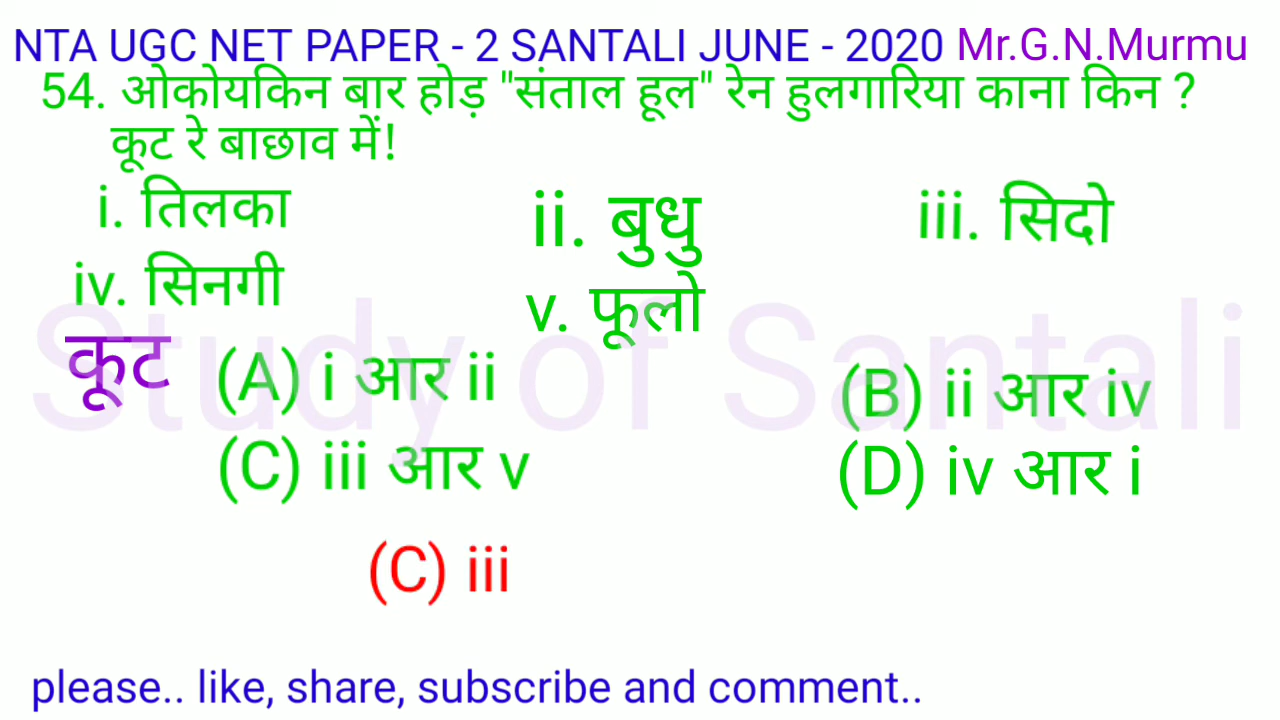 NTA UGC NET PAPER - 2 SANTALI JUNE - 2020 Mr.G.N.Murmu
54. ओकोयकिन बार होड़ "संताल हूल" रेन हुलगारिया काना किन ?
कूट रे बाछाव में!
i. तिलका ii. बुधु iii. सिदो
iv. सिनगी v. फूलो
कूट (A) i आर ii (B) ii आर iv
(C) iii आर v (D) iv आर i
Study of Santali
(C) iii
please.. like, share, subscribe and comment..